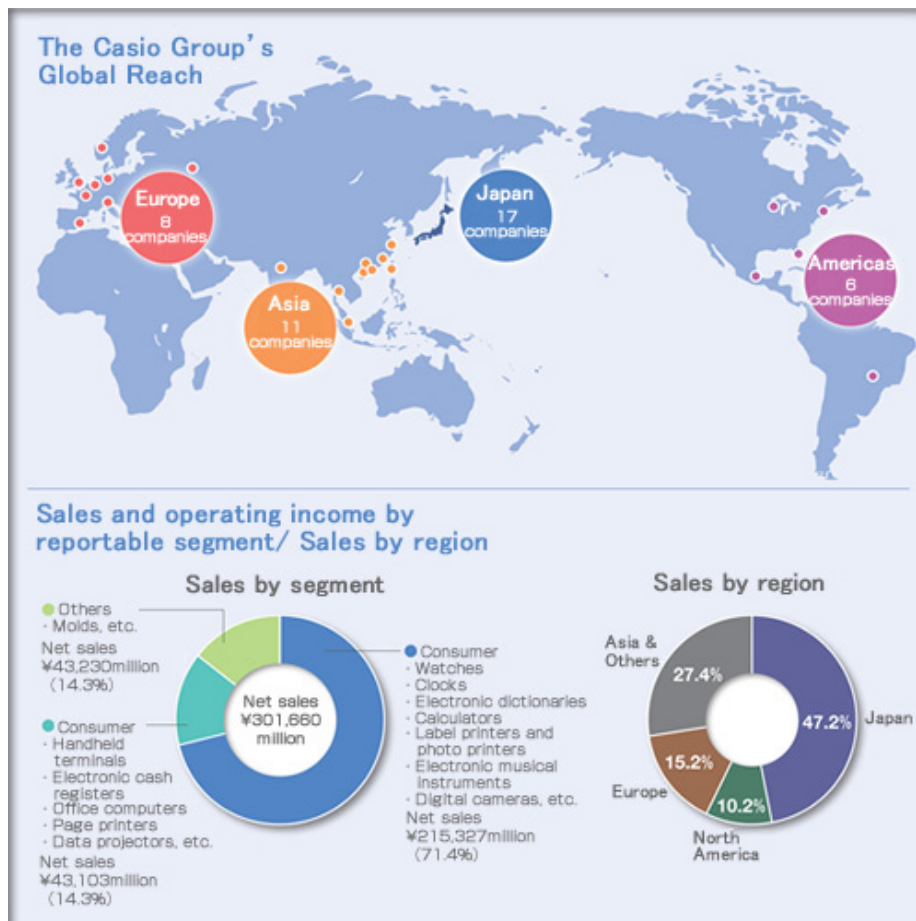 The Casio Group's
Global Reach
Europe
8
companies
Japan
17
companies
Americas
6
companies
Asia
11
companies
Sales and operating income by
reportable segment/ Sales by region
Sales by segment
Others
· Molds, etc.
Net sales
¥43,230million
(14.3%)
Consumer
· Handheld
terminals
· Electronic cash
registers
· Office computers
· Page printers
· Data projectors, etc.
Net sales
¥43,103million
(14.3%)
Net sales
¥301,660
million
Consumer
· Watches
· Clocks
· Electronic dictionaries
· Calculators
· Label printers and
photo printers
· Electronic musical
instruments
· Digital cameras, etc.
Net sales
¥215,327million
(71.4%)
Sales by region
Asia &
Others
27.4%
47.2%
Japan
15.2%
Europe
10.2%
North
America